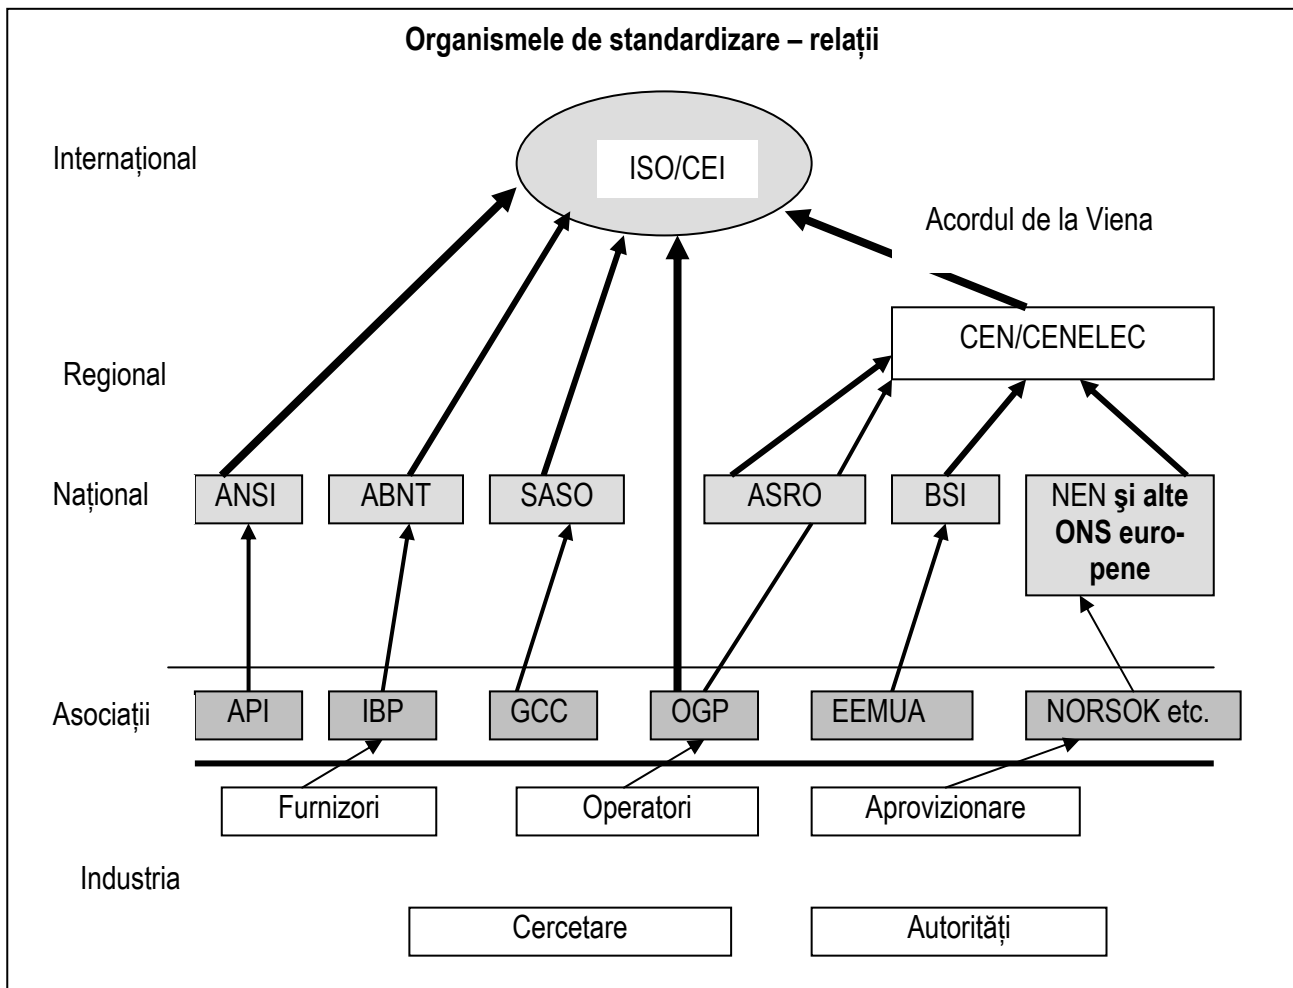 Organismele de standardizare – relații
Internațional
ISO/CEI
Acordul de la Viena
CEN/CENELEC
Regional
Național
ANSI
ABNT
SASO
ASRO
BSI
NEN şi alte
ONS euro-
pene
Asociații
API
IBP
GCC
OGP
EEMUA
NORSOK etc.
Furnizori
Operatori
Aprovizionare
Industria
Cercetare
Autorități